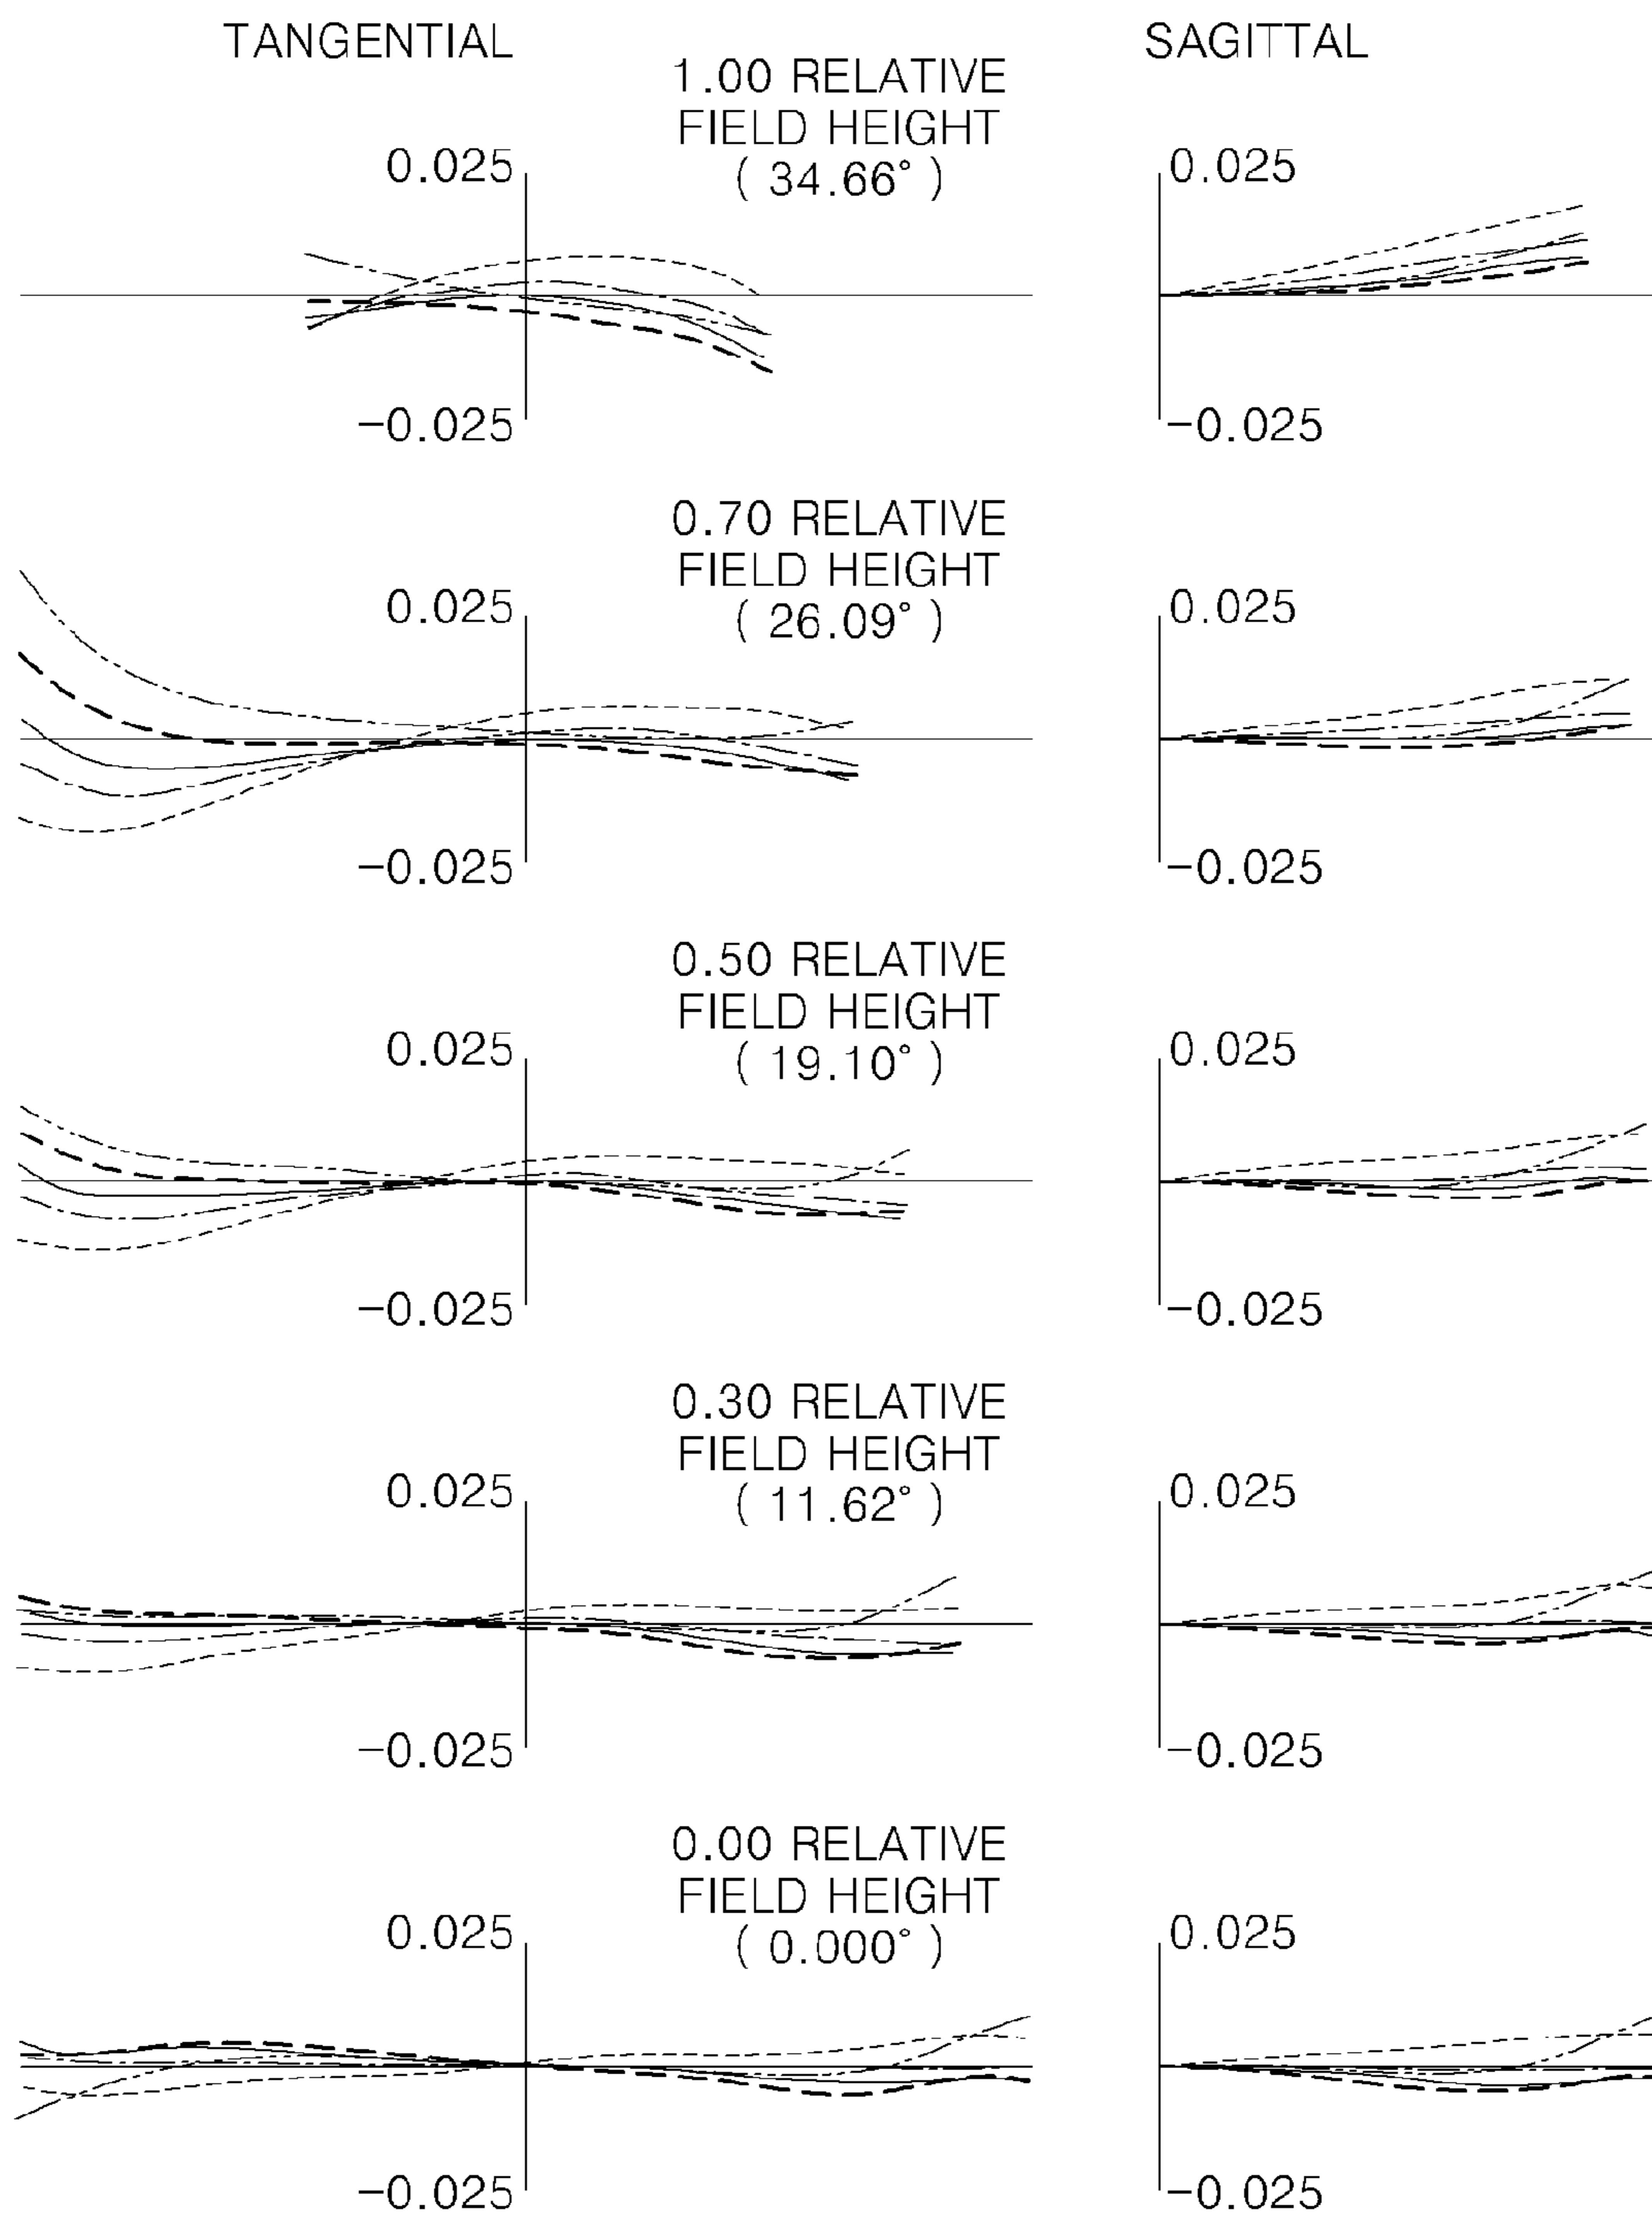 TANGENTIAL
SAGITTAL
1.00 RELATIVE
FIELD HEIGHT
( 34.66° )
0.025
0.025
−0.025
−0.025
0.70 RELATIVE
FIELD HEIGHT
( 26.09° )
0.025
0.025
−0.025
−0.025
0.50 RELATIVE
FIELD HEIGHT
( 19.10° )
0.025
0.025
−0.025
−0.025
0.30 RELATIVE
FIELD HEIGHT
( 11.62° )
0.025
0.025
−0.025
−0.025
0.00 RELATIVE
FIELD HEIGHT
( 0.000° )
0.025
0.025
−0.025
−0.025